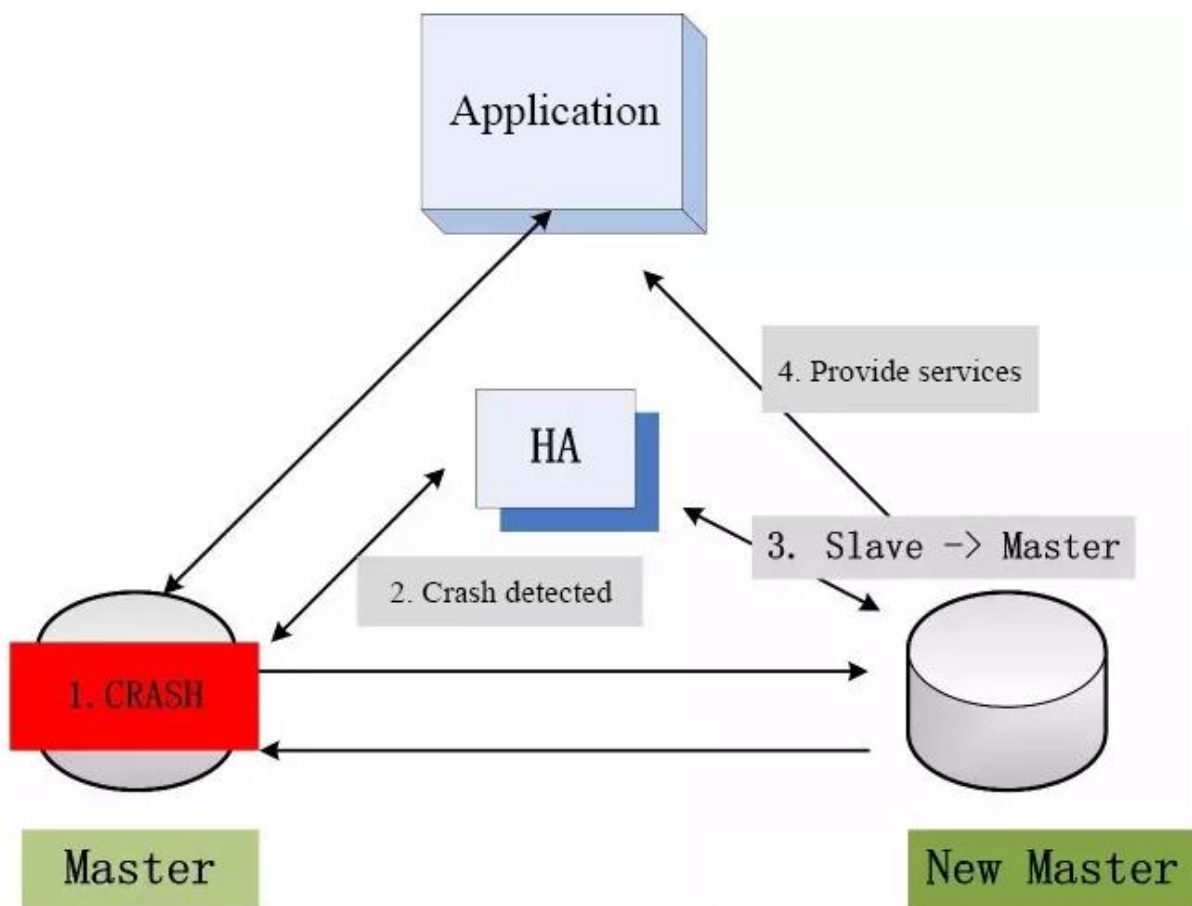 Application
4. Provide services
HA
3. Slave -> Master
2. Crash detected
1. CRASH
Master
New Master